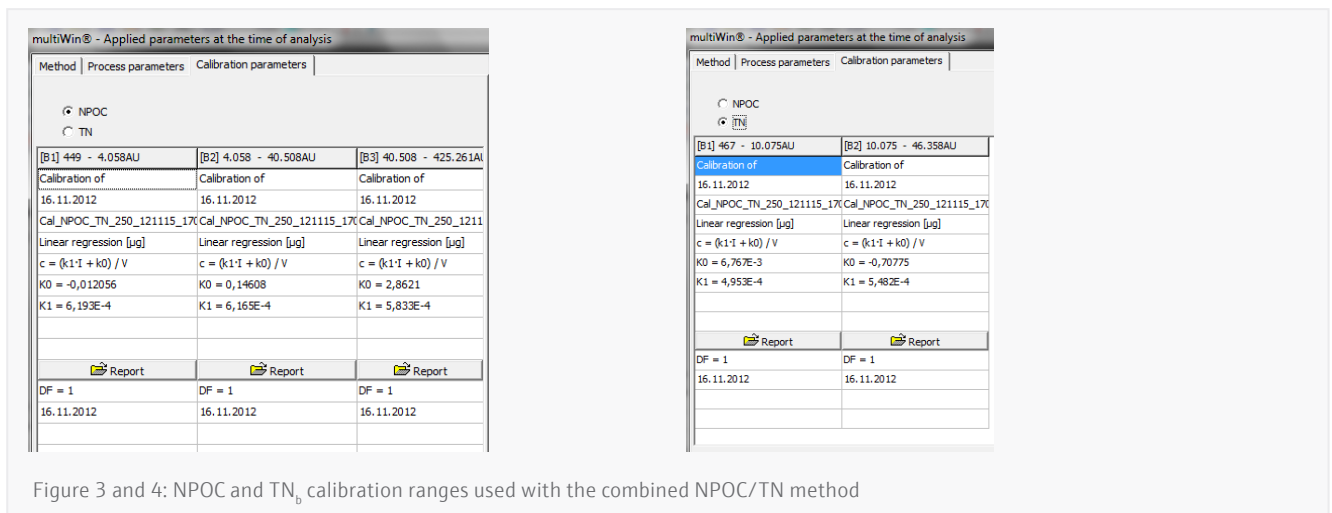 multiWin® - Applied parameters at the time of analysis
Method Process parameters Calibration parameters
NPOC
TN
[B1] 449 - 4.058AU [B2] 4.058 - 40.508AU [B3] 40.508 - 425.261AU
Calibration of Calibration of Calibration of
16.11.2012 16.11.2012 16.11.2012
Cal_NPOC_TN_250_121115_17 Cal_NPOC_TN_250_121115_17 Cal_NPOC_TN_250_1211
Linear regression [µg] Linear regression [µg] Linear regression [µg]
c = (k1·I + k0) / V c = (k1·I + k0) / V c = (k1·I + k0) / V
K0 = -0,012056 K0 = 0,14608 K0 = 2,8621
K1 = 6,193E-4 K1 = 6,165E-4 K1 = 5,833E-4
Report Report Report
DF = 1 DF = 1 DF = 1
16.11.2012 16.11.2012 16.11.2012
multiWin® - Applied parameters at the time of analysis
Method Process parameters Calibration parameters
NPOC
TN
[B1] 467 - 10.075AU [B2] 10.075 - 46.358AU
Calibration of Calibration of
16.11.2012 16.11.2012
Cal_NPOC_TN_250_121115_17 Cal_NPOC_TN_250_121115_17
Linear regression [µg] Linear regression [µg]
c = (k1·I + k0) / V c = (k1·I + k0) / V
K0 = 6,767E-3 K0 = -0,70775
K1 = 4,953E-4 K1 = 5,482E-4
Report Report
DF = 1 DF = 1
16.11.2012 16.11.2012
Figure 3 and 4: NPOC and TNb calibration ranges used with the combined NPOC/TN method